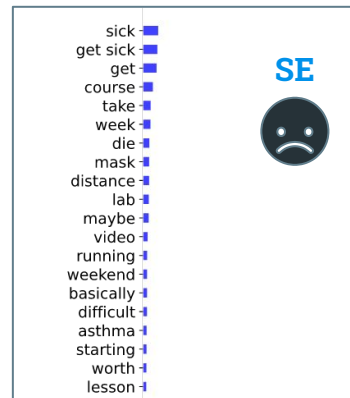 sick
get sick
get
course
take
week
die
mask
distance
lab
maybe
video
running
weekend
basically
difficult
asthma
starting
worth
lesson
SE